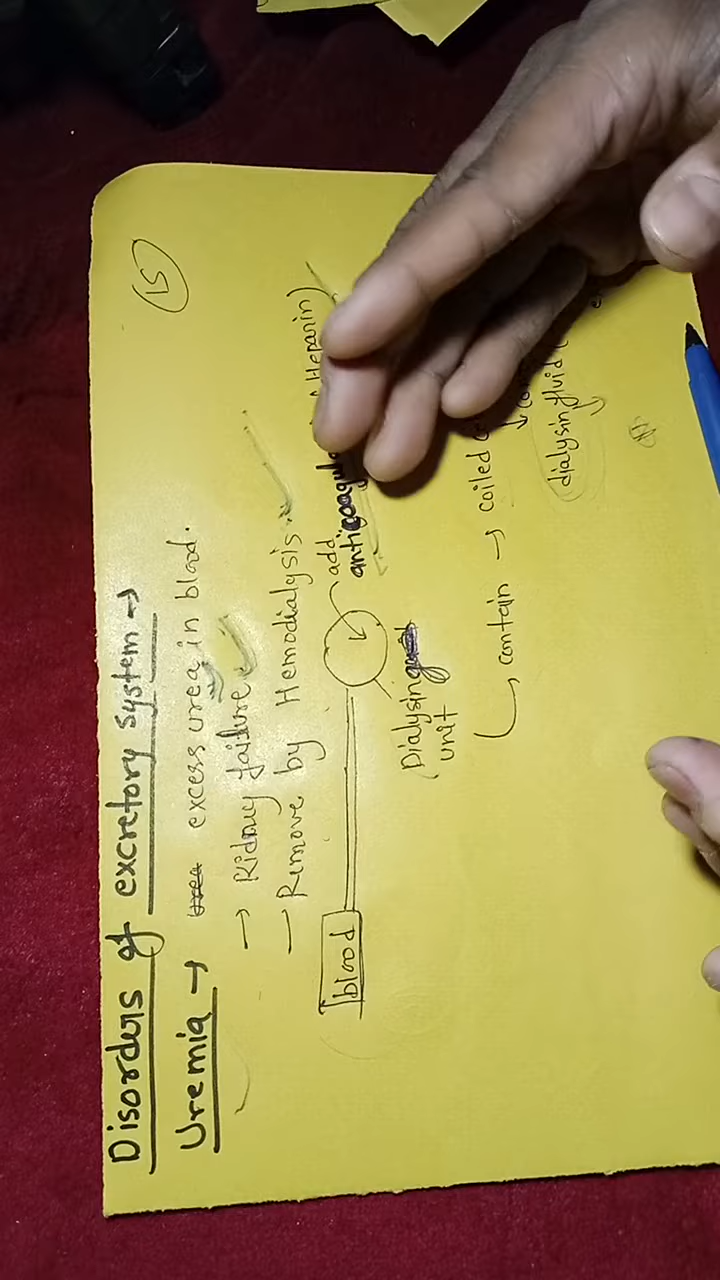 15
Disorders of excretory system →
Uremia → excess urea in blood.
→ Kidney failure
→ Remove by Hemodialysis
blood
add
Heparin)
Dialysing
unit
contain → coiled
dialysing fluid